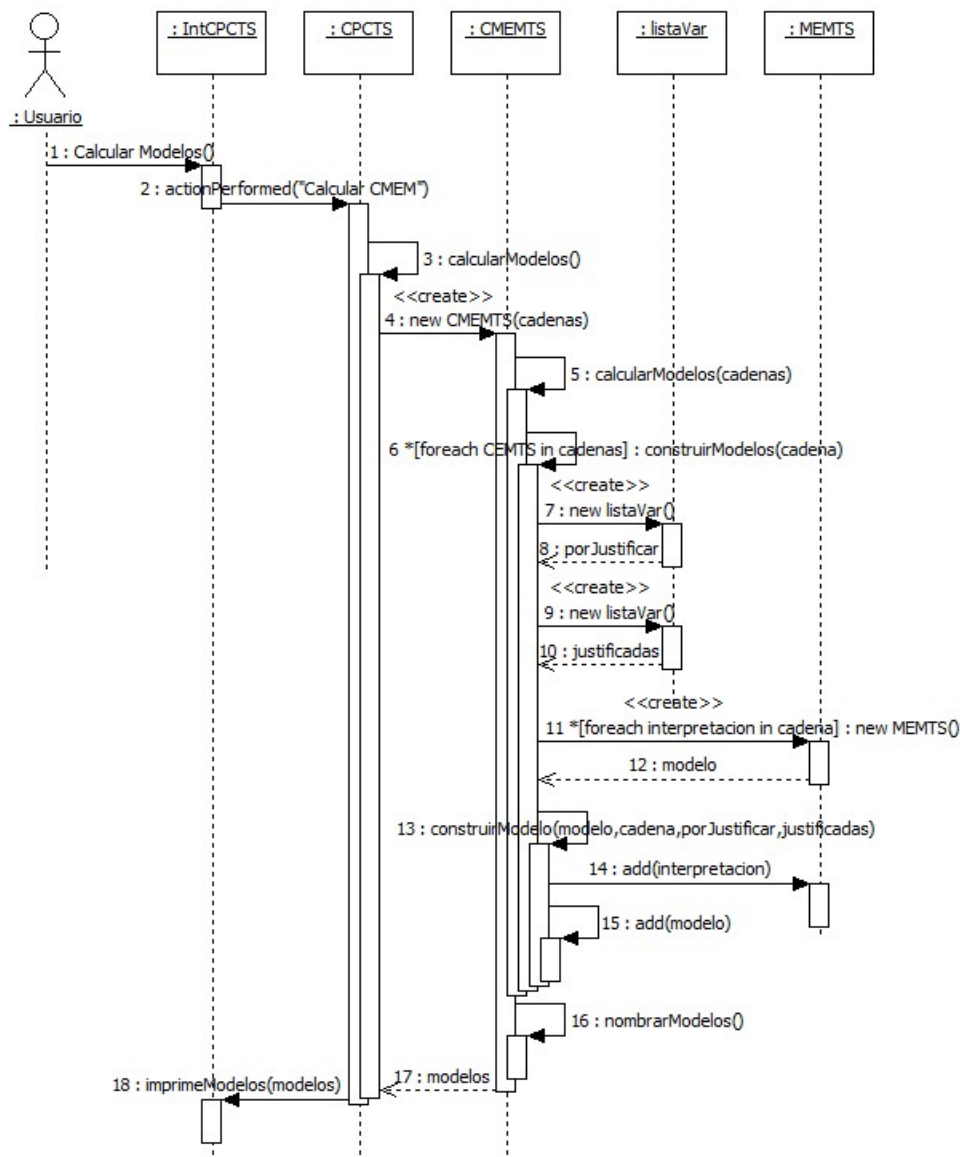 : IntCPCTS
: CPCTS
: CMEMTS
: listaVar
: MEMTS
: Usuario
1 : Calcular Modelos()
2 : actionPerformed("Calcular CMEM")
3 : calcularModelos()
<<create>>
4 : new CMEMTS(cadenas)
5 : calcularModelos(cadenas)
6 *[foreach CEMTS in cadenas] : construirModelos(cadena)
<<create>>
7 : new listaVar()
8 : porJustificar
<<create>>
9 : new listaVar()
10 : justificadas
<<create>>
11 *[foreach interpretacion in cadena] : new MEMTS()
12 : modelo
13 : construirModelo(modelo,cadena,porJustificar,justificadas)
14 : add(interpretacion)
15 : add(modelo)
16 : nombrarModelos()
17 : modelos
18 : imprimeModelos(modelos)